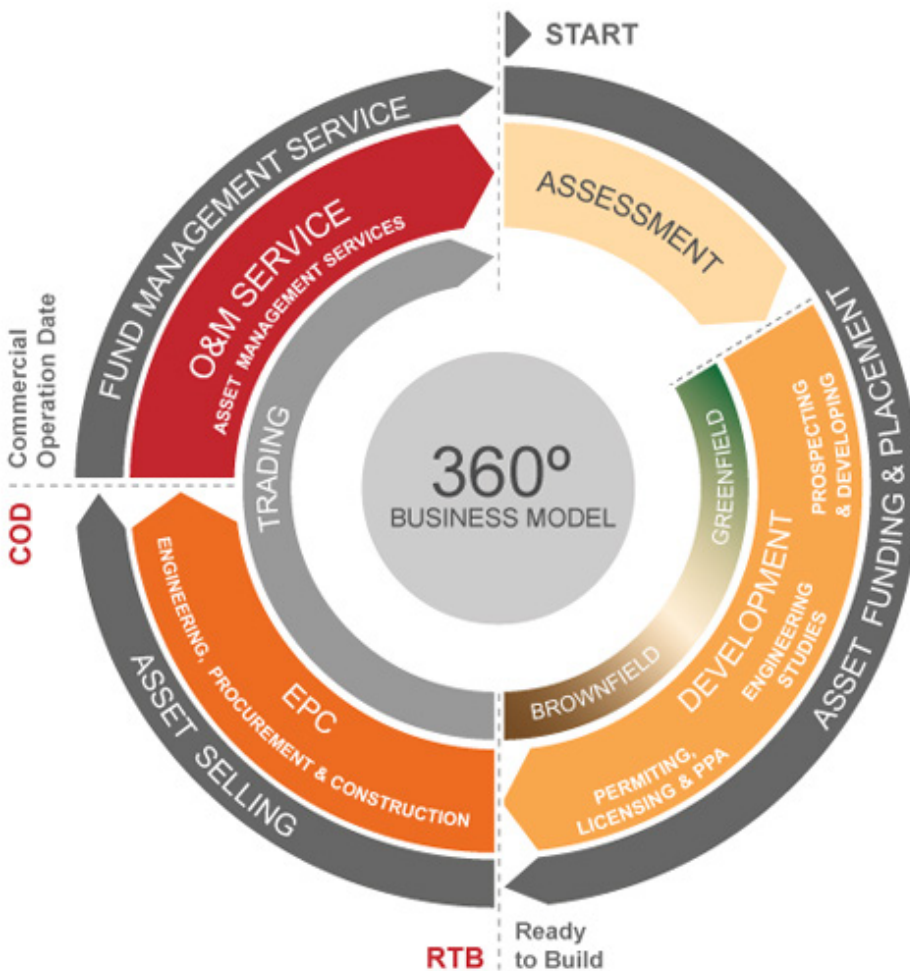 START
ASSESSMENT
ASSET FUNDING & PLACEMENT
PROSPECTING
& DEVELOPING
DEVELOPMENT
ENGINEERING
STUDIES
PERMITING,
LICENSING & PPA
GREENFIELD
BROWNFIELD
Ready
to Build
RTB
EPC
ENGINEERING, PROCUREMENT & CONSTRUCTION
ASSET SELLING
COD
Commercial
Operation Date
FUND MANAGEMENT SERVICE
O&M SERVICE
ASSET MANAGEMENT SERVICES
TRADING
360º
BUSINESS MODEL